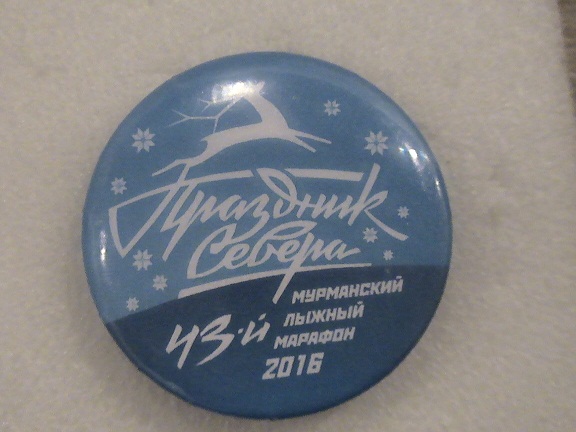 Праздник
Севера
43-й
МУРМАНСКИЙ
ЛЫЖНЫЙ
МАРАФОН
2016